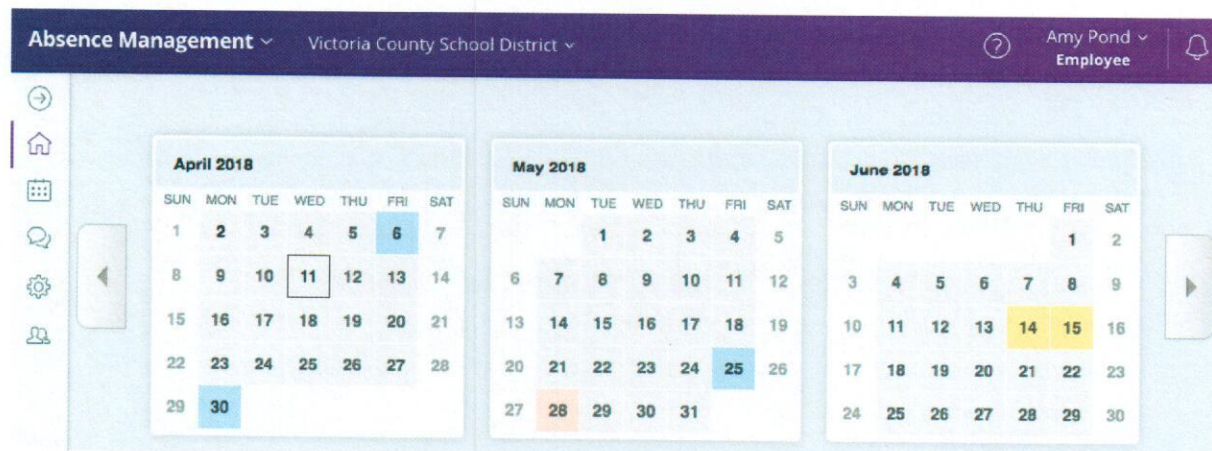 Absence Management Victoria County School District Amy Pond
Employee
April 2018
SUN MON TUE WED THU FRI SAT
1 2 3 4 5 6 7
8 9 10 11 12 13 14
15 16 17 18 19 20 21
22 23 24 25 26 27 28
29 30
May 2018
SUN MON TUE WED THU FRI SAT
1 2 3 4 5
6 7 8 9 10 11 12
13 14 15 16 17 18 19
20 21 22 23 24 25 26
27 28 29 30 31
June 2018
SUN MON TUE WED THU FRI SAT
1 2
3 4 5 6 7 8 9
10 11 12 13 14 15 16
17 18 19 20 21 22 23
24 25 26 27 28 29 30